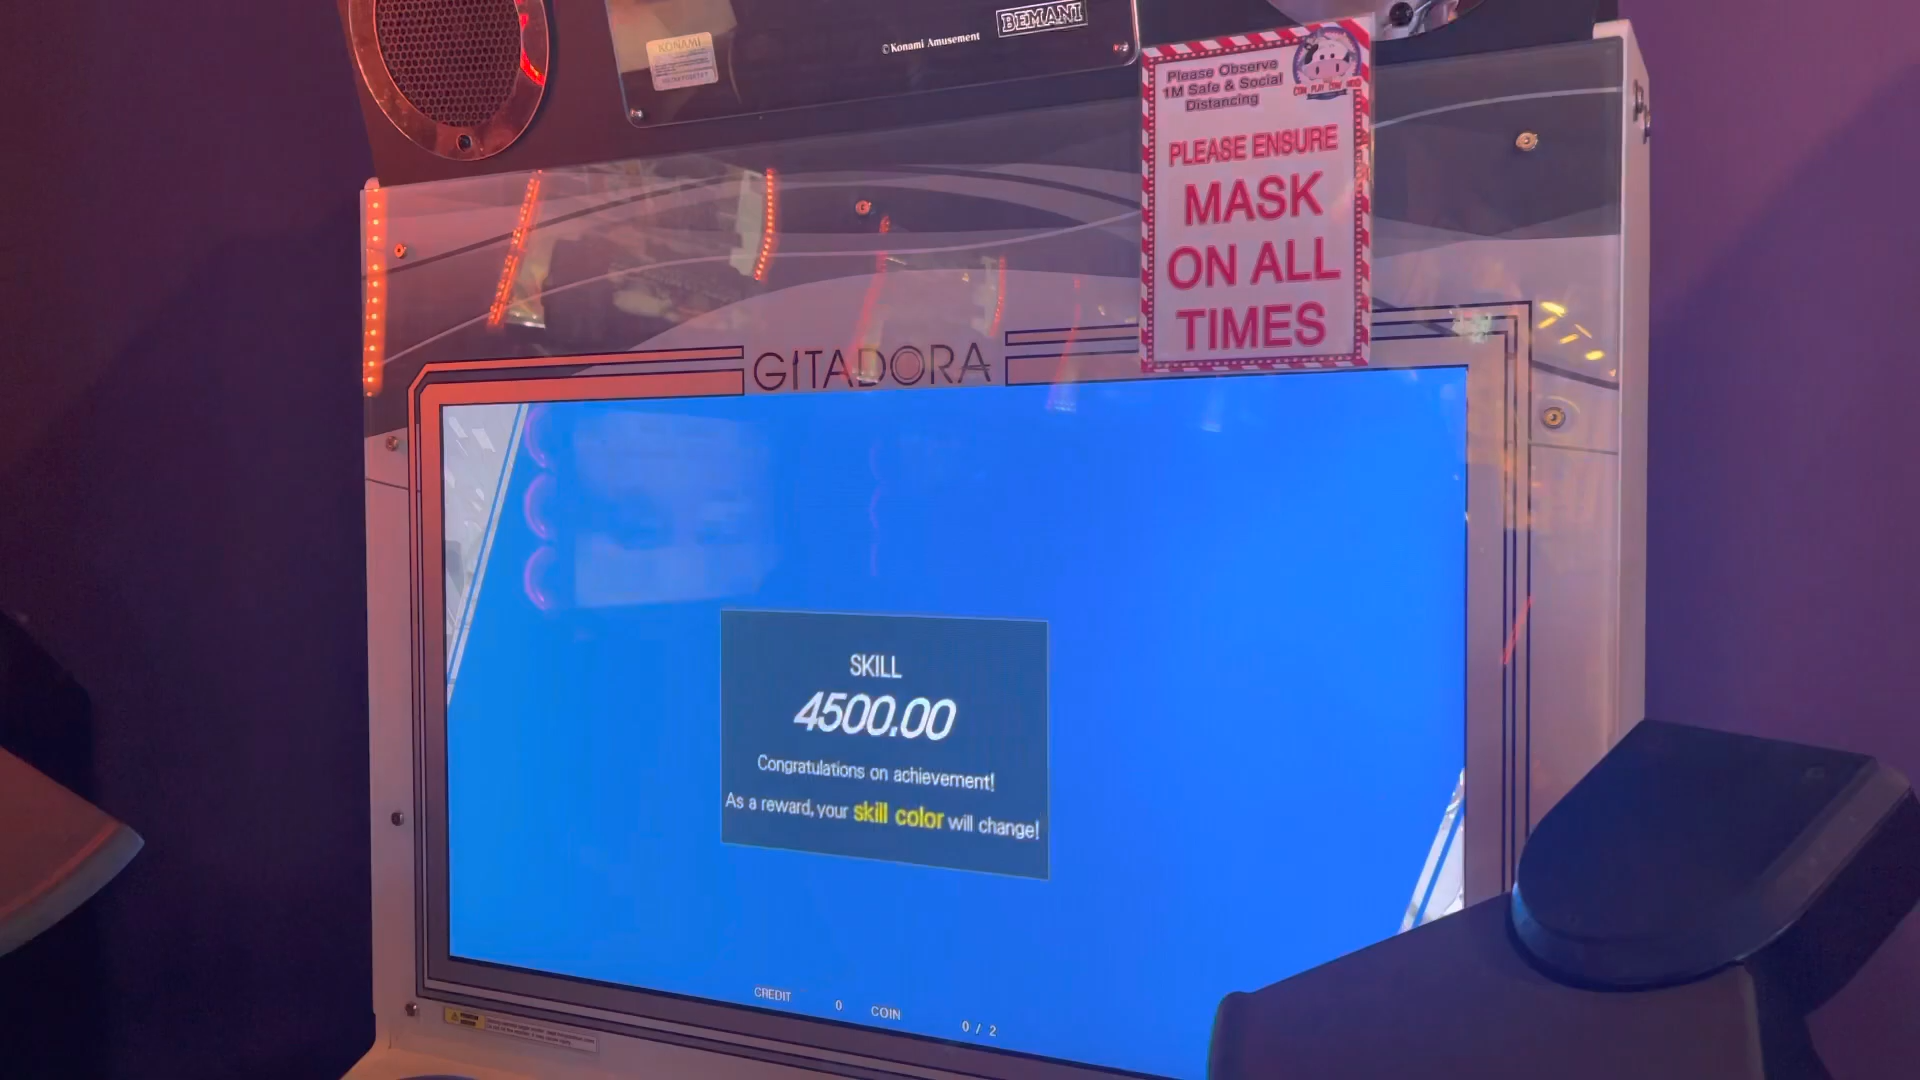 KONAMI
©Konami Amusement
BEMANI
Please Observe
1M Safe & Social
Distancing
PLEASE ENSURE
MASK
ON ALL
TIMES
GITADORA
SKILL
4500.00
Congratulations on achievement!
As a reward, your skill color will change!
CREDIT 0 COIN 0 / 2